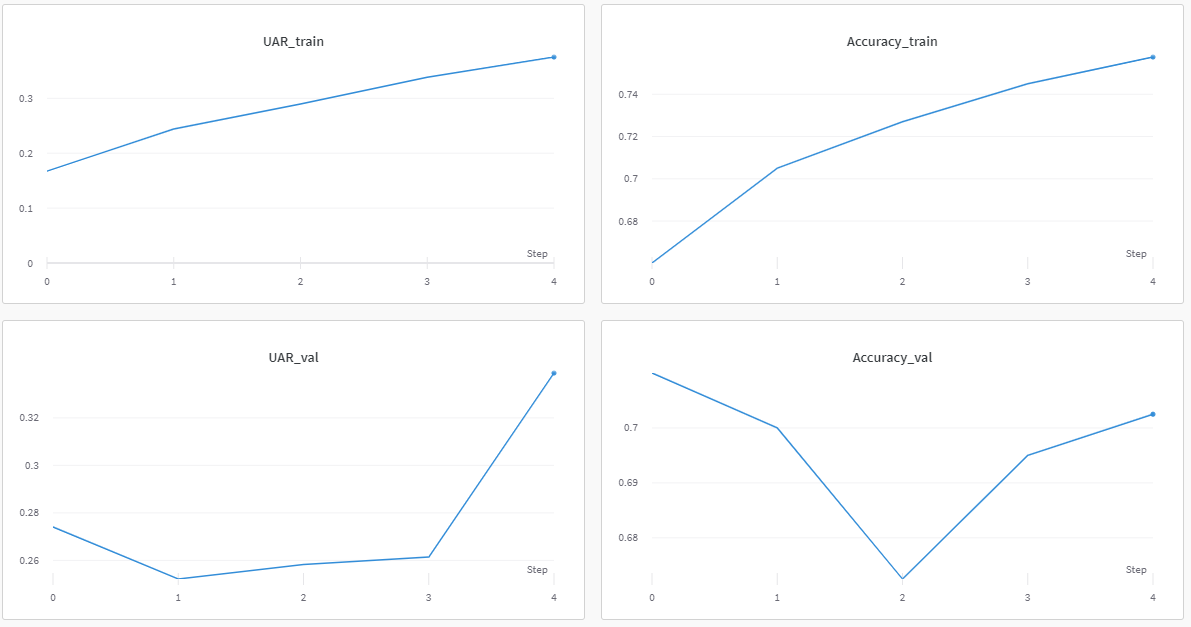 UAR_train
0.3
0.2
0.1
0
Step
0 1 2 3 4
Accuracy_train
0.74
0.72
0.7
0.68
Step
0 1 2 3 4
UAR_val
0.32
0.3
0.28
0.26
Step
0 1 2 3 4
Accuracy_val
0.7
0.69
0.68
Step
0 1 2 3 4